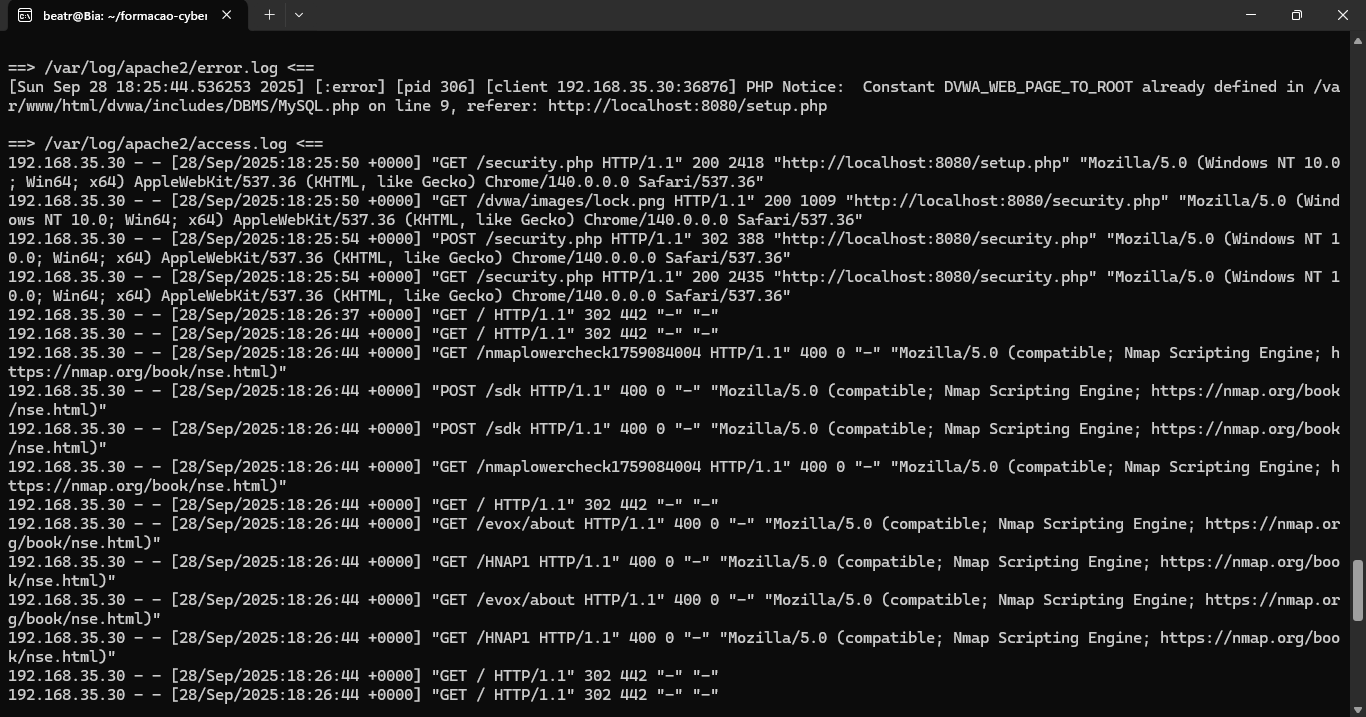 beatr@Bia: ~/formacao-cyber
==> /var/log/apache2/error.log <==
[Sun Sep 28 18:25:44.536253 2025] [:error] [pid 306] [client 192.168.35.30:36876] PHP Notice:  Constant DVWA_WEB_PAGE_TO_ROOT already defined in /va
r/www/html/dvwa/includes/DBMS/MySQL.php on line 9, referer: http://localhost:8080/setup.php
==> /var/log/apache2/access.log <==
192.168.35.30 - - [28/Sep/2025:18:25:50 +0000] "GET /security.php HTTP/1.1" 200 2418 "http://localhost:8080/setup.php" "Mozilla/5.0 (Windows NT 10.0
; Win64; x64) AppleWebKit/537.36 (KHTML, like Gecko) Chrome/140.0.0.0 Safari/537.36"
192.168.35.30 - - [28/Sep/2025:18:25:50 +0000] "GET /dvwa/images/lock.png HTTP/1.1" 200 1009 "http://localhost:8080/security.php" "Mozilla/5.0 (Wind
ows NT 10.0; Win64; x64) AppleWebKit/537.36 (KHTML, like Gecko) Chrome/140.0.0.0 Safari/537.36"
192.168.35.30 - - [28/Sep/2025:18:25:54 +0000] "POST /security.php HTTP/1.1" 302 388 "http://localhost:8080/security.php" "Mozilla/5.0 (Windows NT 1
0.0; Win64; x64) AppleWebKit/537.36 (KHTML, like Gecko) Chrome/140.0.0.0 Safari/537.36"
192.168.35.30 - - [28/Sep/2025:18:25:54 +0000] "GET /security.php HTTP/1.1" 200 2435 "http://localhost:8080/security.php" "Mozilla/5.0 (Windows NT 1
0.0; Win64; x64) AppleWebKit/537.36 (KHTML, like Gecko) Chrome/140.0.0.0 Safari/537.36"
192.168.35.30 - - [28/Sep/2025:18:26:37 +0000] "GET / HTTP/1.1" 302 442 "-" "-"
192.168.35.30 - - [28/Sep/2025:18:26:44 +0000] "GET / HTTP/1.1" 302 442 "-" "-"
192.168.35.30 - - [28/Sep/2025:18:26:44 +0000] "GET /nmaplowercheck1759084004 HTTP/1.1" 400 0 "-" "Mozilla/5.0 (compatible; Nmap Scripting Engine; h
ttps://nmap.org/book/nse.html)"
192.168.35.30 - - [28/Sep/2025:18:26:44 +0000] "POST /sdk HTTP/1.1" 400 0 "-" "Mozilla/5.0 (compatible; Nmap Scripting Engine; https://nmap.org/book
/nse.html)"
192.168.35.30 - - [28/Sep/2025:18:26:44 +0000] "POST /sdk HTTP/1.1" 400 0 "-" "Mozilla/5.0 (compatible; Nmap Scripting Engine; https://nmap.org/book
/nse.html)"
192.168.35.30 - - [28/Sep/2025:18:26:44 +0000] "GET /nmaplowercheck1759084004 HTTP/1.1" 400 0 "-" "Mozilla/5.0 (compatible; Nmap Scripting Engine; h
ttps://nmap.org/book/nse.html)"
192.168.35.30 - - [28/Sep/2025:18:26:44 +0000] "GET / HTTP/1.1" 302 442 "-" "-"
192.168.35.30 - - [28/Sep/2025:18:26:44 +0000] "GET /evox/about HTTP/1.1" 400 0 "-" "Mozilla/5.0 (compatible; Nmap Scripting Engine; https://nmap.or
g/book/nse.html)"
192.168.35.30 - - [28/Sep/2025:18:26:44 +0000] "GET /HNAP1 HTTP/1.1" 400 0 "-" "Mozilla/5.0 (compatible; Nmap Scripting Engine; https://nmap.org/boo
k/nse.html)"
192.168.35.30 - - [28/Sep/2025:18:26:44 +0000] "GET /evox/about HTTP/1.1" 400 0 "-" "Mozilla/5.0 (compatible; Nmap Scripting Engine; https://nmap.or
g/book/nse.html)"
192.168.35.30 - - [28/Sep/2025:18:26:44 +0000] "GET /HNAP1 HTTP/1.1" 400 0 "-" "Mozilla/5.0 (compatible; Nmap Scripting Engine; https://nmap.org/boo
k/nse.html)"
192.168.35.30 - - [28/Sep/2025:18:26:44 +0000] "GET / HTTP/1.1" 302 442 "-" "-"
192.168.35.30 - - [28/Sep/2025:18:26:44 +0000] "GET / HTTP/1.1" 302 442 "-" "-"